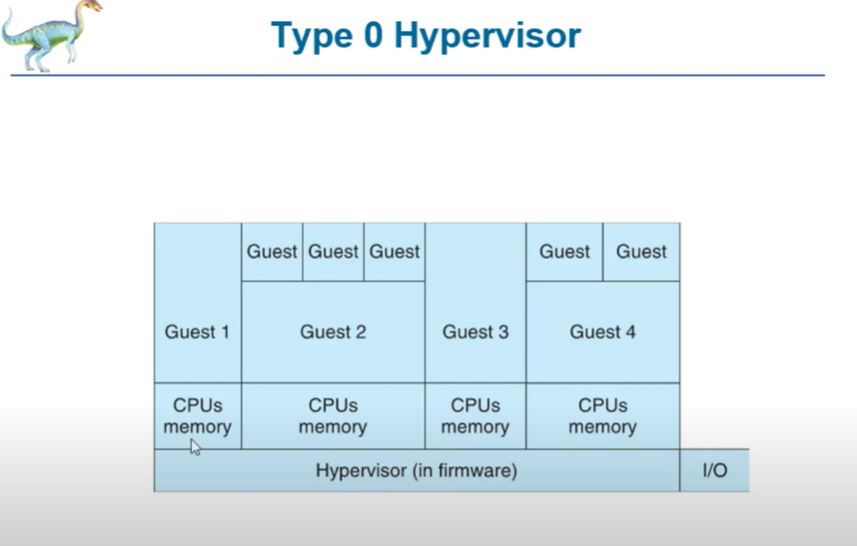 Type 0 Hypervisor
Guest Guest Guest
Guest Guest
Guest 1
Guest 2
Guest 3
Guest 4
CPUs
memory
CPUs
memory
CPUs
memory
CPUs
memory
Hypervisor (in firmware)
I/O